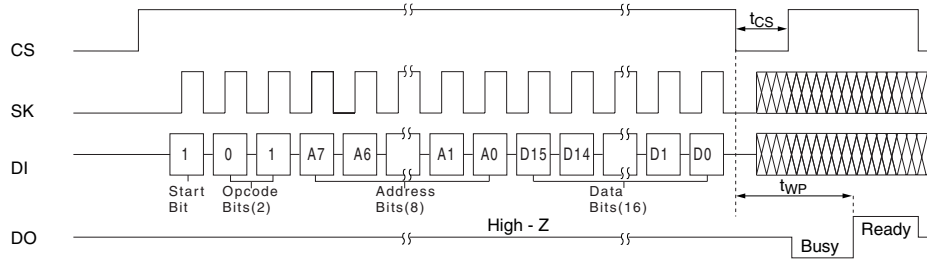 CS
tCS
SK
DI
1 0 1 A7 A6 A1 A0 D15 D14 D1 D0
Start Bit
Opcode Bits(2)
Address Bits(8)
Data Bits(16)
tWP
DO
High - Z
Busy
Ready